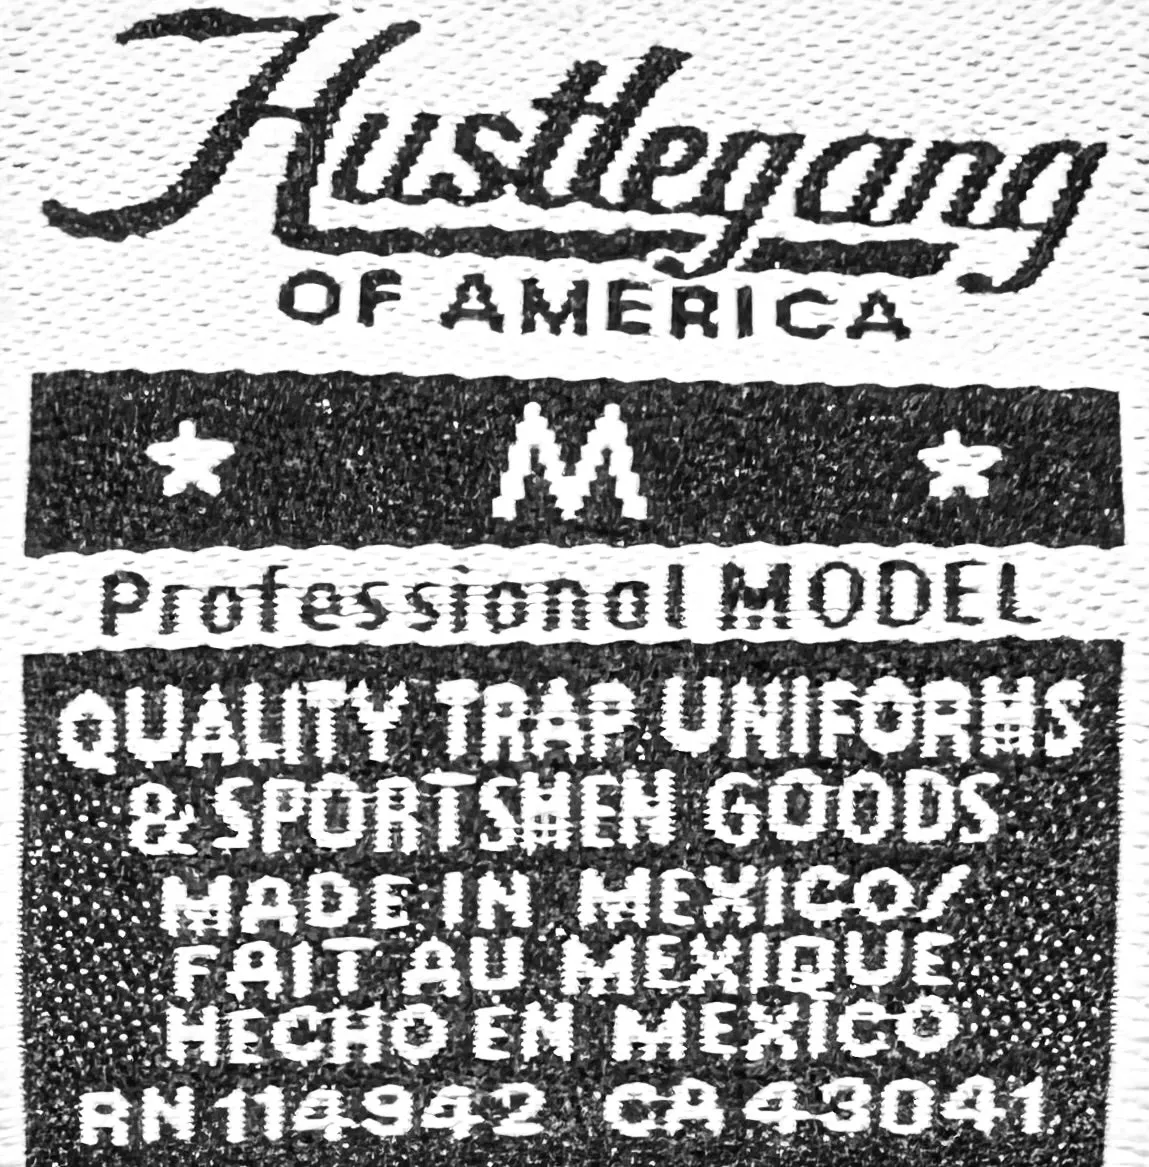 Hustlegang
OF AMERICA
M
Professional MODEL
QUALITY TRAP UNIFORMS
& SPORTSMEN GOODS
MADE IN MEXICO/
FAIT AU MEXIQUE
HECHO EN MEXICO
RN 114942 CA 43041